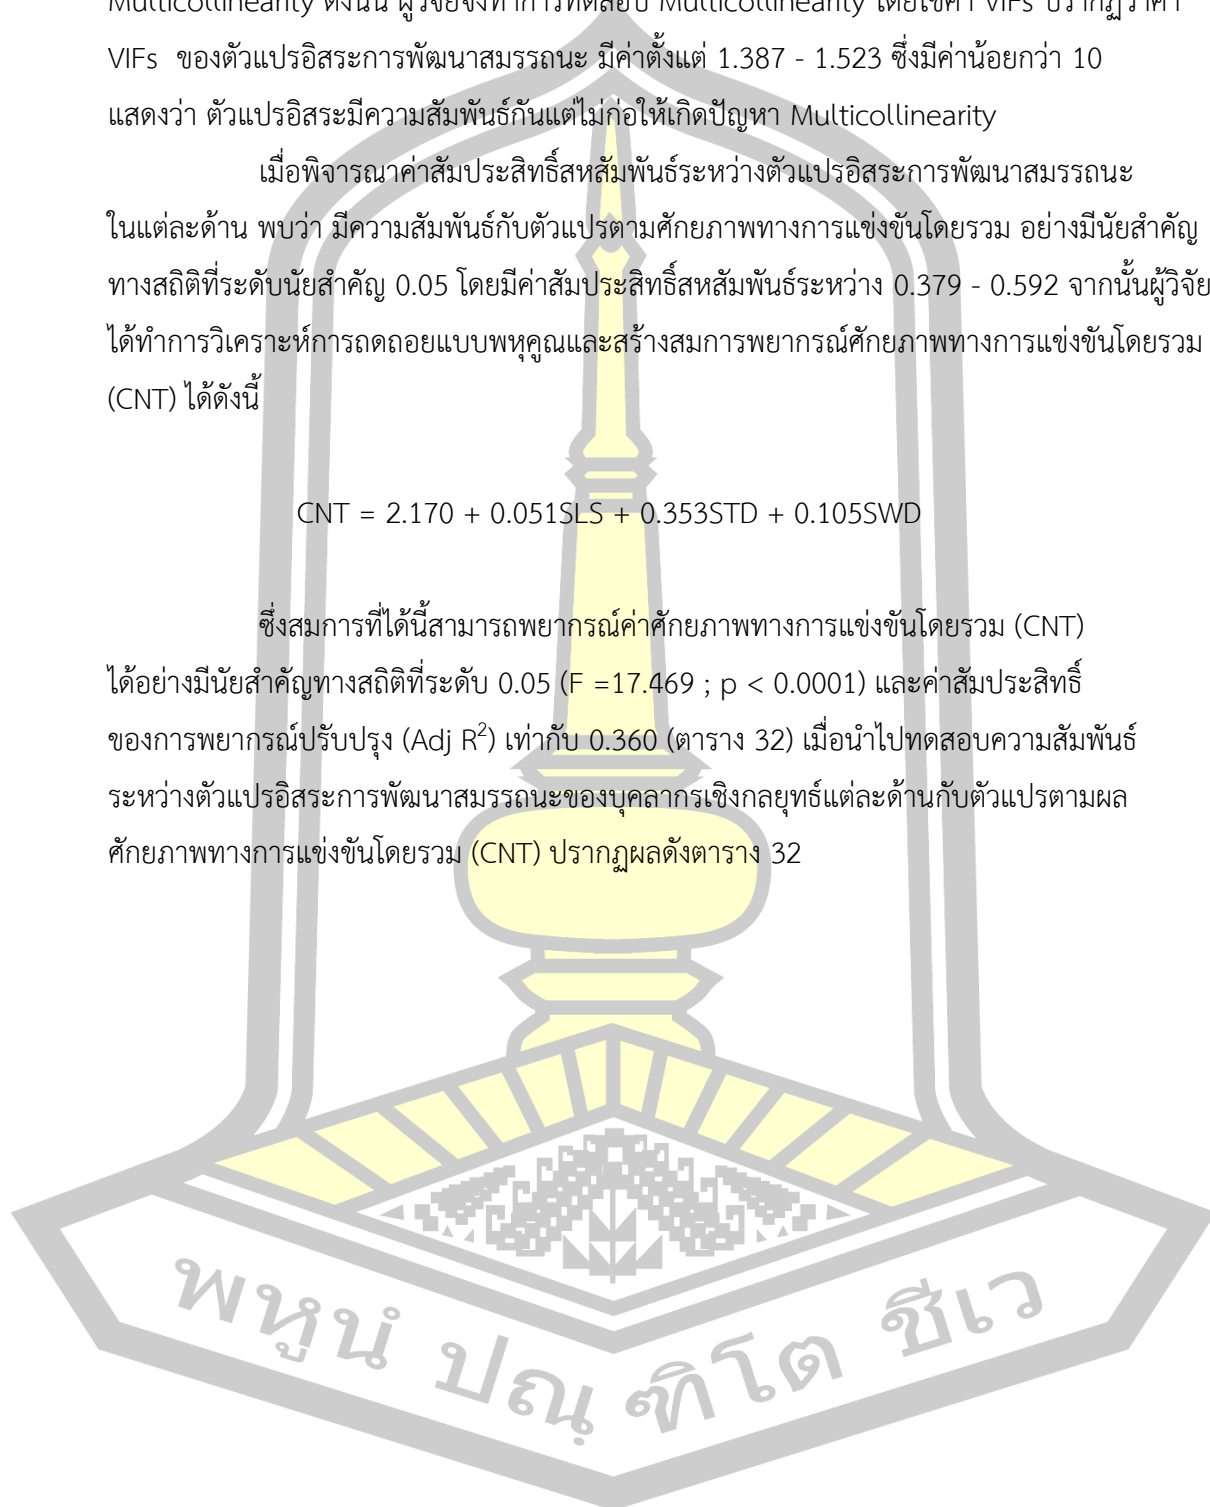 Multicollinearity ดังนั้น ผู้วิจัยจึงทำการทดสอบ Multicollinearity โดยใช้ค่า VIFs ปรากฏว่าค่า
VIFs ของตัวแปรอิสระการพัฒนาสมรรถนะ มีค่าตั้งแต่ 1.387 - 1.523 ซึ่งมีค่าน้อยกว่า 10
แสดงว่า ตัวแปรอิสระมีความสัมพันธ์กันแต่ไม่ก่อให้เกิดปัญหา Multicollinearity
เมื่อพิจารณาค่าสัมประสิทธิ์สหสัมพันธ์ระหว่างตัวแปรอิสระการพัฒนาสมรรถนะ
ในแต่ละด้าน พบว่า มีความสัมพันธ์กับตัวแปรตามศักยภาพทางการแข่งขันโดยรวม อย่างมีนัยสำคัญ
ทางสถิติที่ระดับนัยสำคัญ 0.05 โดยมีค่าสัมประสิทธิ์สหสัมพันธ์ระหว่าง 0.379 - 0.592 จากนั้นผู้วิจัย
ได้ทำการวิเคราะห์การถดถอยแบบพหุคูณและสร้างสมการพยากรณ์ศักยภาพทางการแข่งขันโดยรวม
(CNT) ได้ดังนี้
CNT = 2.170 + 0.051SLS + 0.353STD + 0.105SWD
ซึ่งสมการที่ได้นี้สามารถพยากรณ์ค่าศักยภาพทางการแข่งขันโดยรวม (CNT)
ได้อย่างมีนัยสำคัญทางสถิติที่ระดับ 0.05 (F =17.469 ; p < 0.0001) และค่าสัมประสิทธิ์
ของการพยากรณ์ปรับปรุง (Adj R²) เท่ากับ 0.360 (ตาราง 32) เมื่อนำไปทดสอบความสัมพันธ์
ระหว่างตัวแปรอิสระการพัฒนาสมรรถนะของบุคลากรเชิงกลยุทธ์แต่ละด้านกับตัวแปรตามผล
ศักยภาพทางการแข่งขันโดยรวม (CNT) ปรากฏผลดังตาราง 32
พหูนํ ปณฺฑิโต ชีเว